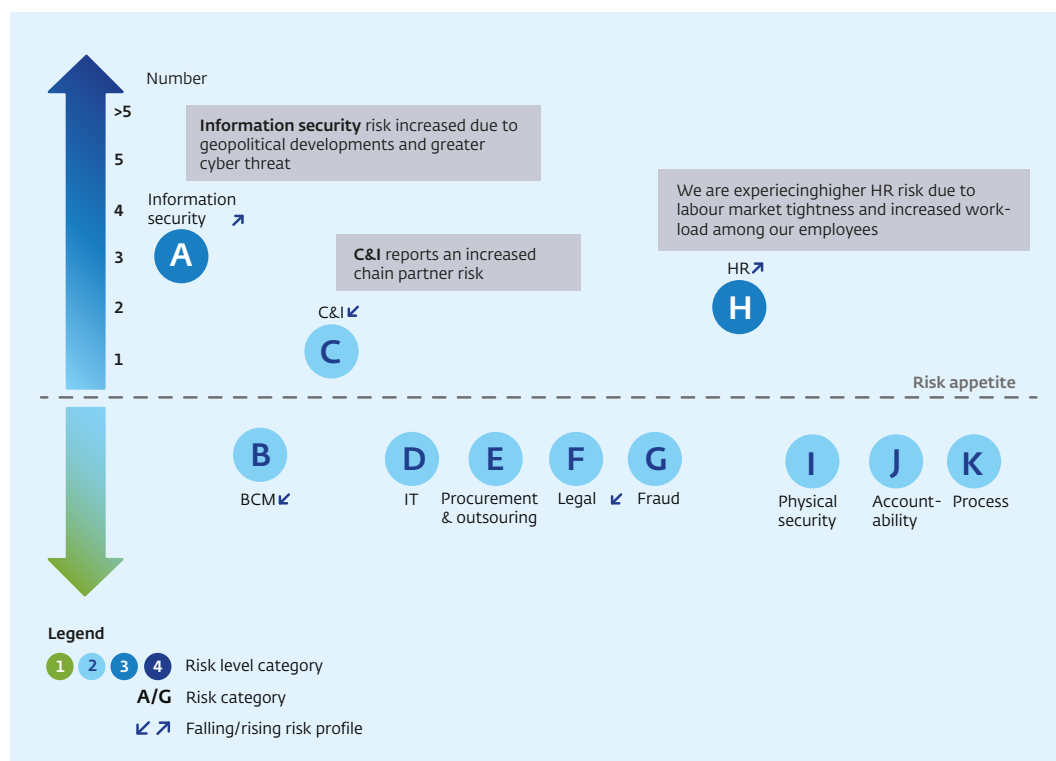 Number
>5
5
4
3
2
1
Information security risk increased due to
geopolitical developments and greater
cyber threat
Information
security ↗
A
C&I reports an increased
chain partner risk
C&I ↙
C
We are experiecinghigher HR risk due to
labour market tightness and increased work-
load among our employees
HR ↗
H
Risk appetite
B
BCM ↙
D
IT
E
Procurement
& outsouring
F
Legal ↙
G
Fraud
I
Physical
security
J
Account-
ability
K
Process
Legend
1 2 3 4 Risk level category
A/G Risk category
↙ ↗ Falling/rising risk profile